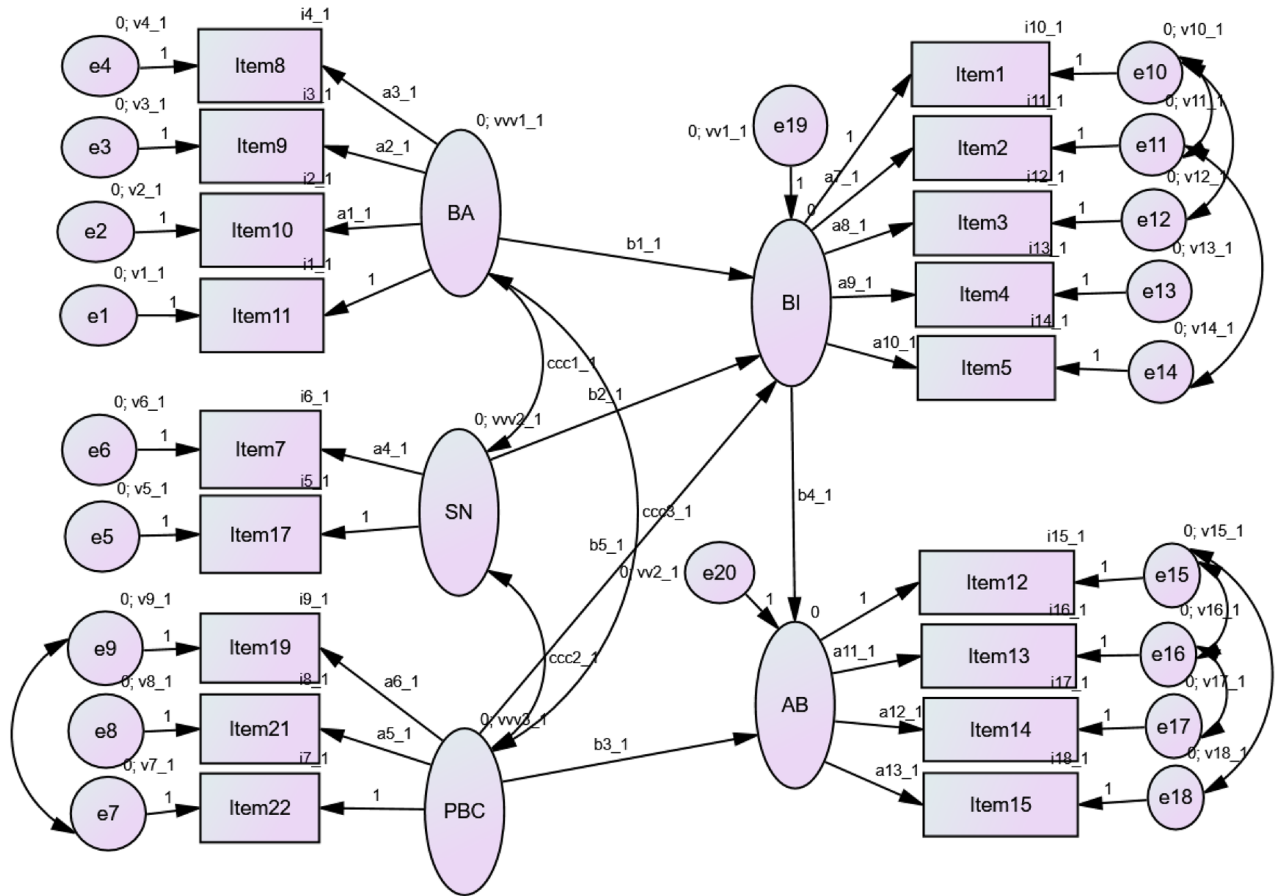 0; v4_1
i4_1
e4
1
Item8
0; v3_1
i3_1
e3
1
Item9
0; v2_1
i2_1
e2
1
Item10
0; v1_1
i1_1
e1
1
Item11
a3_1
a2_1
a1_1
1
0; vvv1_1
BA
0; v6_1
i6_1
e6
1
Item7
0; v5_1
i5_1
e5
1
Item17
a4_1
1
0; vvv2_1
SN
0; v9_1
i9_1
e9
1
Item19
0; v8_1
i8_1
e8
1
Item21
0; v7_1
i7_1
e7
1
Item22
a6_1
a5_1
1
0; vvv3_1
PBC
ccc1_1
ccc3_1
ccc2_1
b1_1
b2_1
b5_1
b3_1
b4_1
0; vv1_1
e19
1
0
BI
1
a7_1
a8_1
a9_1
a10_1
i10_1
Item1
1
e10
0; v10_1
i11_1
Item2
1
e11
0; v11_1
i12_1
Item3
1
e12
0; v12_1
i13_1
Item4
1
e13
0; v13_1
i14_1
Item5
1
e14
0; v14_1
0; vv2_1
e20
1
0
AB
1
a11_1
a12_1
a13_1
i15_1
Item12
1
e15
0; v15_1
i16_1
Item13
1
e16
0; v16_1
i17_1
Item14
1
e17
0; v17_1
i18_1
Item15
1
e18
0; v18_1